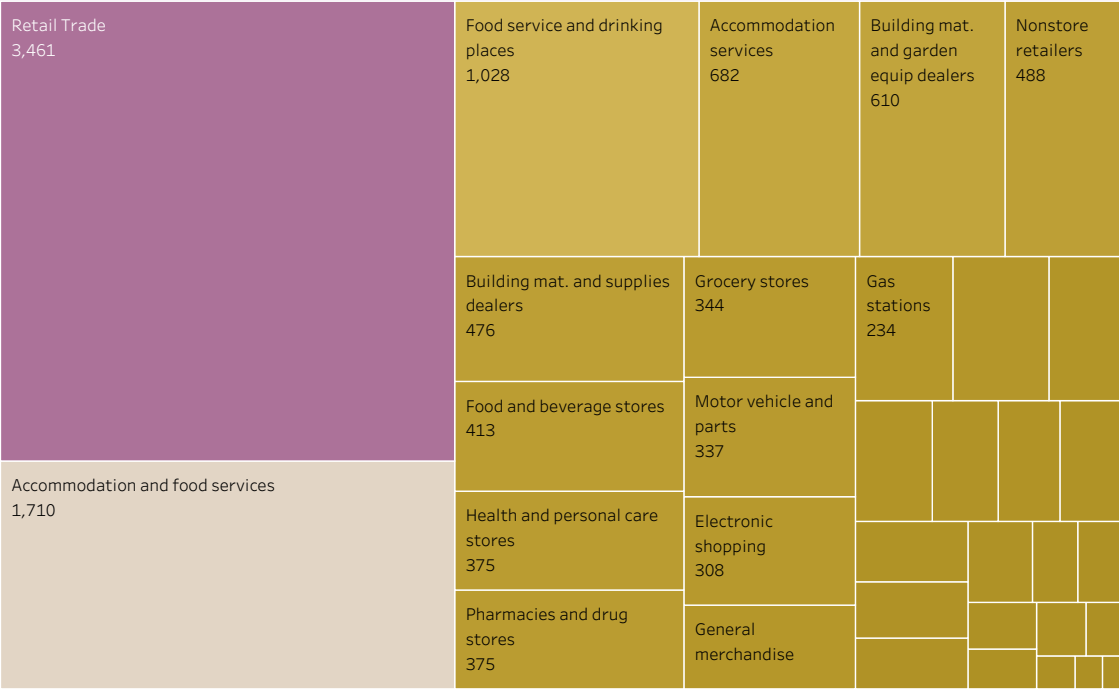 Retail Trade
3,461
Accommodation and food services
1,710
Food service and drinking
places
1,028
Accommodation
services
682
Building mat.
and garden
equip dealers
610
Nonstore
retailers
488
Building mat. and supplies
dealers
476
Food and beverage stores
413
Health and personal care
stores
375
Pharmacies and drug
stores
375
Grocery stores
344
Motor vehicle and
parts
337
Electronic
shopping
308
General
merchandise
Gas
stations
234